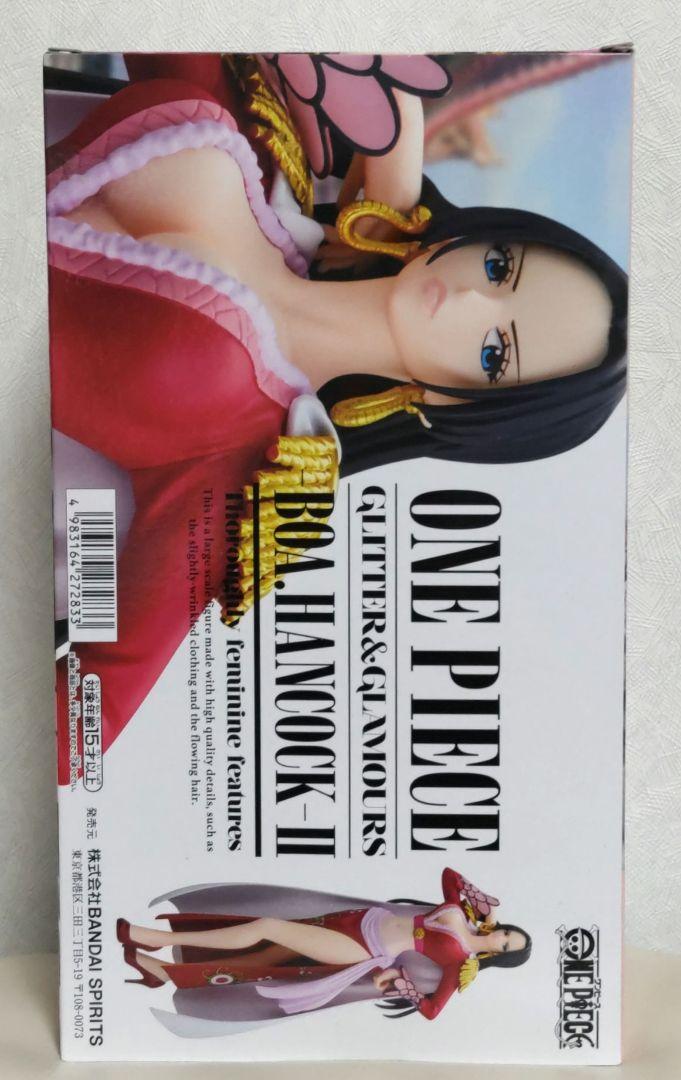 ONE PIECE
GLITTER&GLAMOURS
-BOA.HANCOCK-II
Thoroughly feminine features
This is a large scale figure made with high quality details, such as
the slightly wrinkled clothing and the flowing hair.
4 983164 272833
対象年齢15才以上
発売元 株式会社BANDAI SPIRITS
東京都港区三田三丁目5-19 〒108-0073
ONE PIECE